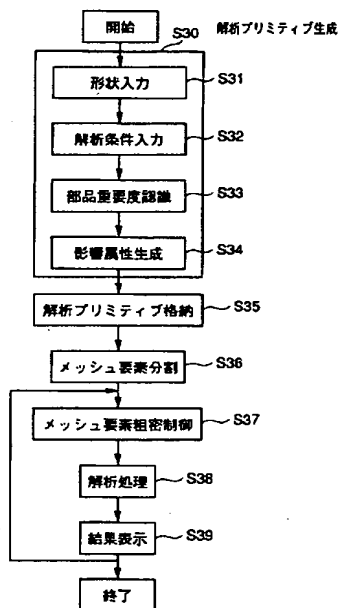 開始
S30
解析プリミティブ生成
形状入力
S31
解析条件入力
S32
部品重要度認識
S33
影響属性生成
S34
解析プリミティブ格納
S35
メッシュ要素分割
S36
メッシュ要素粗密制御
S37
解析処理
S38
結果表示
S39
終了